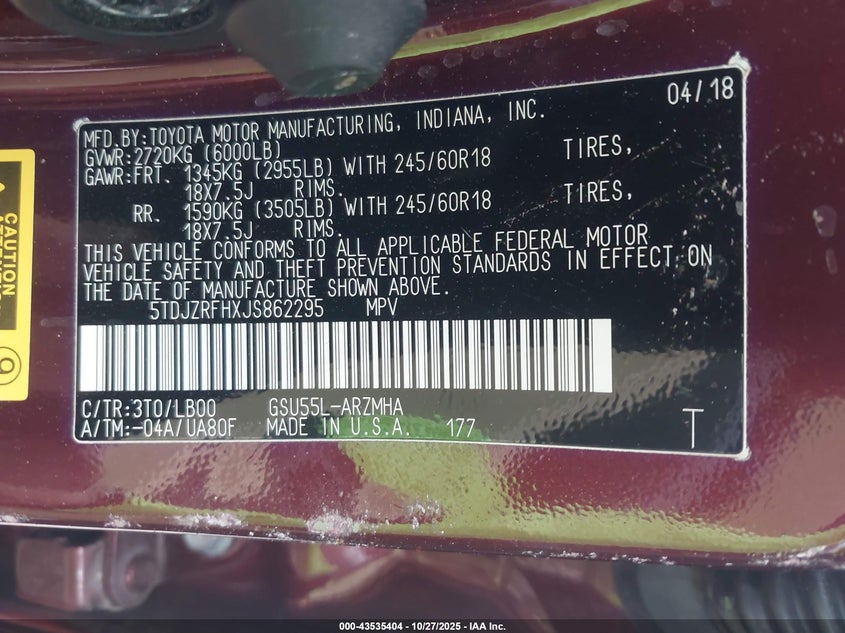 04/18
MFD.BY:TOYOTA MOTOR MANUFACTURING, INDIANA, INC.
GVWR:2720KG (6000LB)
GAWR:FRT. 1345KG (2955LB) WITH 245/60R18 TIRES,
18X7.5J RIMS.
RR. 1590KG (3505LB) WITH 245/60R18 TIRES,
18X7.5J RIMS.
THIS VEHICLE CONFORMS TO ALL APPLICABLE FEDERAL MOTOR
VEHICLE SAFETY AND THEFT PREVENTION STANDARDS IN EFFECT ON
THE DATE OF MANUFACTURE SHOWN ABOVE.
5TDJZRFHXJS862295 MPV
C/TR:3T0/LB00 GSU55L-ARZMHA
A/TM:-04A/UA80F MADE IN U.S.A. 177 T
CAUTION
000-43535404 - 10/27/2025 - IAA Inc.